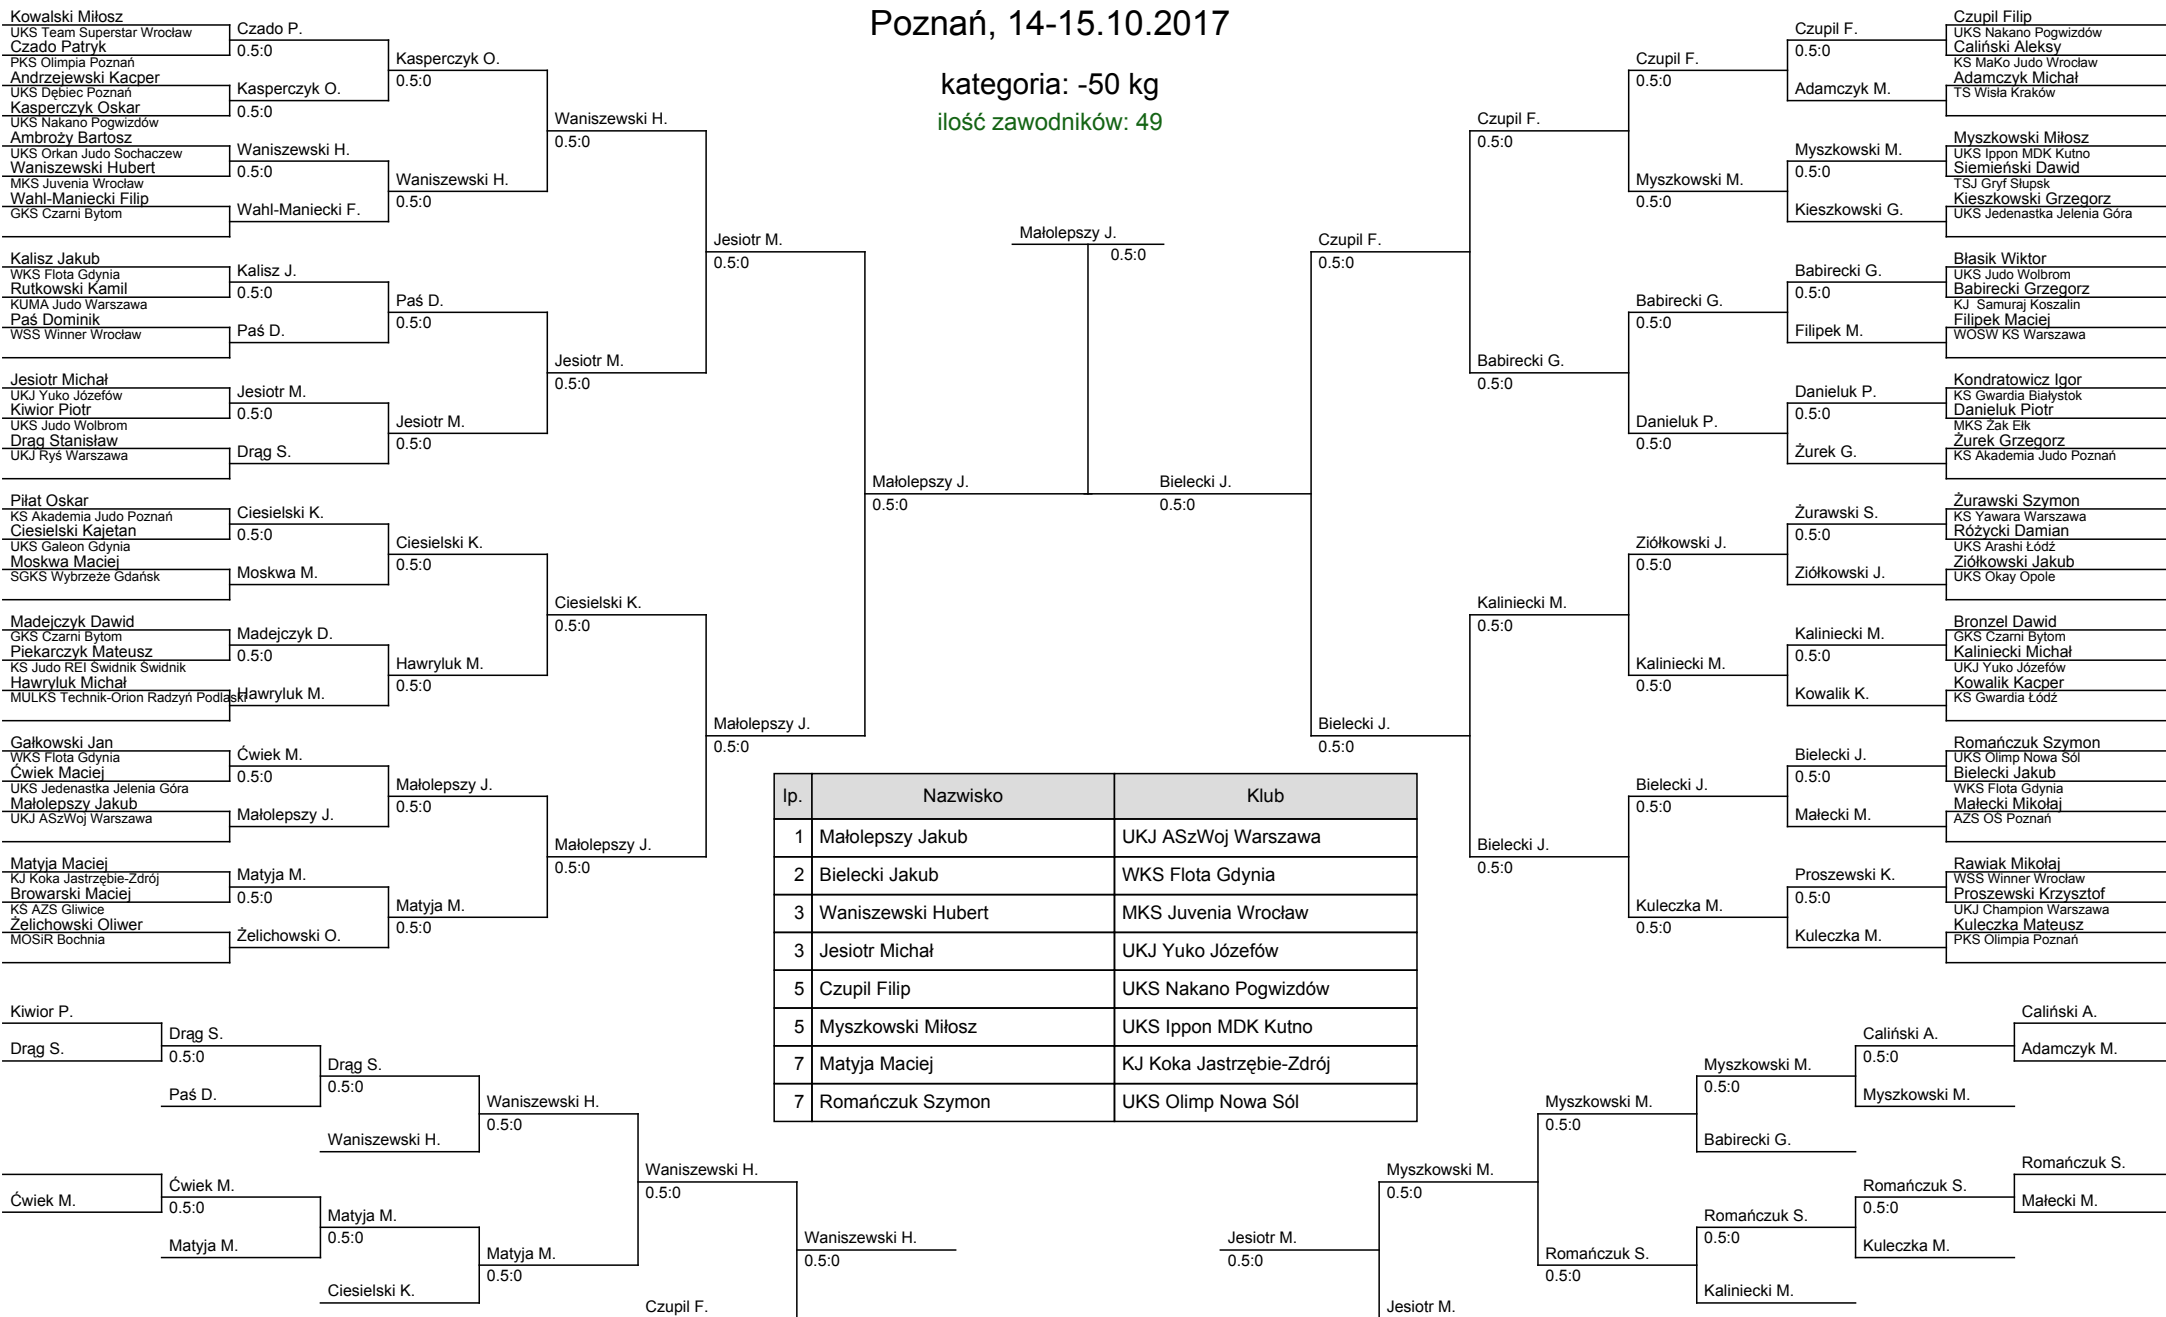 Poznań, 14-15.10.2017
kategoria: -50 kg
ilość zawodników: 49
Kowalski Miłosz
UKS Team Superstar Wrocław
Czado Patryk
PKS Olimpia Poznań
Andrzejewski Kacper
UKS Dębiec Poznań
Kasperczyk Oskar
UKS Nakano Pogwizdów
Ambroży Bartosz
UKS Orkan Judo Sochaczew
Waniszewski Hubert
MKS Juvenia Wrocław
Wahl-Maniecki Filip
GKS Czarni Bytom
Kalisz Jakub
WKS Flota Gdynia
Rutkowski Kamil
KUMA Judo Warszawa
Paś Dominik
WSS Winner Wrocław
Jesiotr Michał
UKJ Yuko Józefów
Kiwior Piotr
UKS Judo Wolbrom
Drąg Stanisław
UKJ Ryś Warszawa
Piłat Oskar
KS Akademia Judo Poznań
Ciesielski Kajetan
UKS Galeon Gdynia
Moskwa Maciej
SGKS Wybrzeże Gdańsk
Madejczyk Dawid
GKS Czarni Bytom
Piekarczyk Mateusz
KS Judo REI Świdnik Świdnik
Hawryluk Michał
MULKS Technik-Orion Radzyń Podlaski
Gałkowski Jan
WKS Flota Gdynia
Ćwiek Maciej
UKS Jedenastka Jelenia Góra
Małolepszy Jakub
UKJ ASzWoj Warszawa
Matyja Maciej
KJ Koka Jastrzębie-Zdrój
Browarski Maciej
KS AZS Gliwice
Żelichowski Oliwer
MOSiR Bochnia
Czado P.
0.5:0
Kasperczyk O.
0.5:0
Waniszewski H.
0.5:0
Wahl-Maniecki F.
Kalisz J.
0.5:0
Paś D.
Jesiotr M.
0.5:0
Drąg S.
Ciesielski K.
0.5:0
Moskwa M.
Madejczyk D.
0.5:0
Hawryluk M.
Ćwiek M.
0.5:0
Małolepszy J.
Matyja M.
0.5:0
Żelichowski O.
Kasperczyk O.
0.5:0
Waniszewski H.
0.5:0
Paś D.
0.5:0
Jesiotr M.
0.5:0
Ciesielski K.
0.5:0
Hawryluk M.
0.5:0
Małolepszy J.
0.5:0
Matyja M.
0.5:0
Waniszewski H.
0.5:0
Jesiotr M.
0.5:0
Ciesielski K.
0.5:0
Małolepszy J.
0.5:0
Jesiotr M.
0.5:0
Małolepszy J.
0.5:0
Małolepszy J.
0.5:0
Małolepszy J.
0.5:0
Bielecki J.
0.5:0
Czupil F.
0.5:0
Bielecki J.
0.5:0
Czupil F.
0.5:0
Babirecki G.
0.5:0
Kaliniecki M.
0.5:0
Bielecki J.
0.5:0
Czupil F.
0.5:0
Myszkowski M.
0.5:0
Babirecki G.
0.5:0
Danieluk P.
0.5:0
Ziółkowski J.
0.5:0
Kaliniecki M.
0.5:0
Bielecki J.
0.5:0
Kuleczka M.
0.5:0
Czupil F.
0.5:0
Adamczyk M.
Myszkowski M.
0.5:0
Kieszkowski G.
Babirecki G.
0.5:0
Filipek M.
Danieluk P.
0.5:0
Żurek G.
Żurawski S.
0.5:0
Ziółkowski J.
Kaliniecki M.
0.5:0
Kowalik K.
Bielecki J.
0.5:0
Małecki M.
Proszewski K.
0.5:0
Kuleczka M.
Czupil Filip
UKS Nakano Pogwizdów
Caliński Aleksy
KS MaKo Judo Wrocław
Adamczyk Michał
TS Wisła Kraków
Myszkowski Miłosz
UKS Ippon MDK Kutno
Siemieński Dawid
TSJ Gryf Słupsk
Kieszkowski Grzegorz
UKS Jedenastka Jelenia Góra
Błasik Wiktor
UKS Judo Wolbrom
Babirecki Grzegorz
KJ Samuraj Koszalin
Filipek Maciej
WOSW KS Warszawa
Kondratowicz Igor
KS Gwardia Białystok
Danieluk Piotr
MKS Żak Ełk
Żurek Grzegorz
KS Akademia Judo Poznań
Żurawski Szymon
KS Yawara Warszawa
Różycki Damian
UKS Arashi Łódź
Ziółkowski Jakub
UKS Okay Opole
Bronzel Dawid
GKS Czarni Bytom
Kaliniecki Michał
UKJ Yuko Józefów
Kowalik Kacper
KS Gwardia Łódź
Romańczuk Szymon
UKS Olimp Nowa Sól
Bielecki Jakub
WKS Flota Gdynia
Małecki Mikołaj
AZS OŚ Poznań
Rawiak Mikołaj
WSS Winner Wrocław
Proszewski Krzysztof
UKJ Champion Warszawa
Kuleczka Mateusz
PKS Olimpia Poznań
lp. Nazwisko Klub
1 Małolepszy Jakub UKJ ASzWoj Warszawa
2 Bielecki Jakub WKS Flota Gdynia
3 Waniszewski Hubert MKS Juvenia Wrocław
3 Jesiotr Michał UKJ Yuko Józefów
5 Czupil Filip UKS Nakano Pogwizdów
5 Myszkowski Miłosz UKS Ippon MDK Kutno
7 Matyja Maciej KJ Koka Jastrzębie-Zdrój
7 Romańczuk Szymon UKS Olimp Nowa Sól
Kiwior P.
Drąg S.
Ćwiek M.
Drąg S.
0.5:0
Paś D.
Ćwiek M.
0.5:0
Matyja M.
Drąg S.
0.5:0
Waniszewski H.
Matyja M.
0.5:0
Ciesielski K.
Waniszewski H.
0.5:0
Matyja M.
0.5:0
Waniszewski H.
0.5:0
Czupil F.
Waniszewski H.
0.5:0
Jesiotr M.
0.5:0
Myszkowski M.
0.5:0
Jesiotr M.
Myszkowski M.
0.5:0
Romańczuk S.
0.5:0
Myszkowski M.
0.5:0
Babirecki G.
Romańczuk S.
0.5:0
Kaliniecki M.
Caliński A.
0.5:0
Myszkowski M.
Romańczuk S.
0.5:0
Kuleczka M.
Caliński A.
Adamczyk M.
Romańczuk S.
Małecki M.